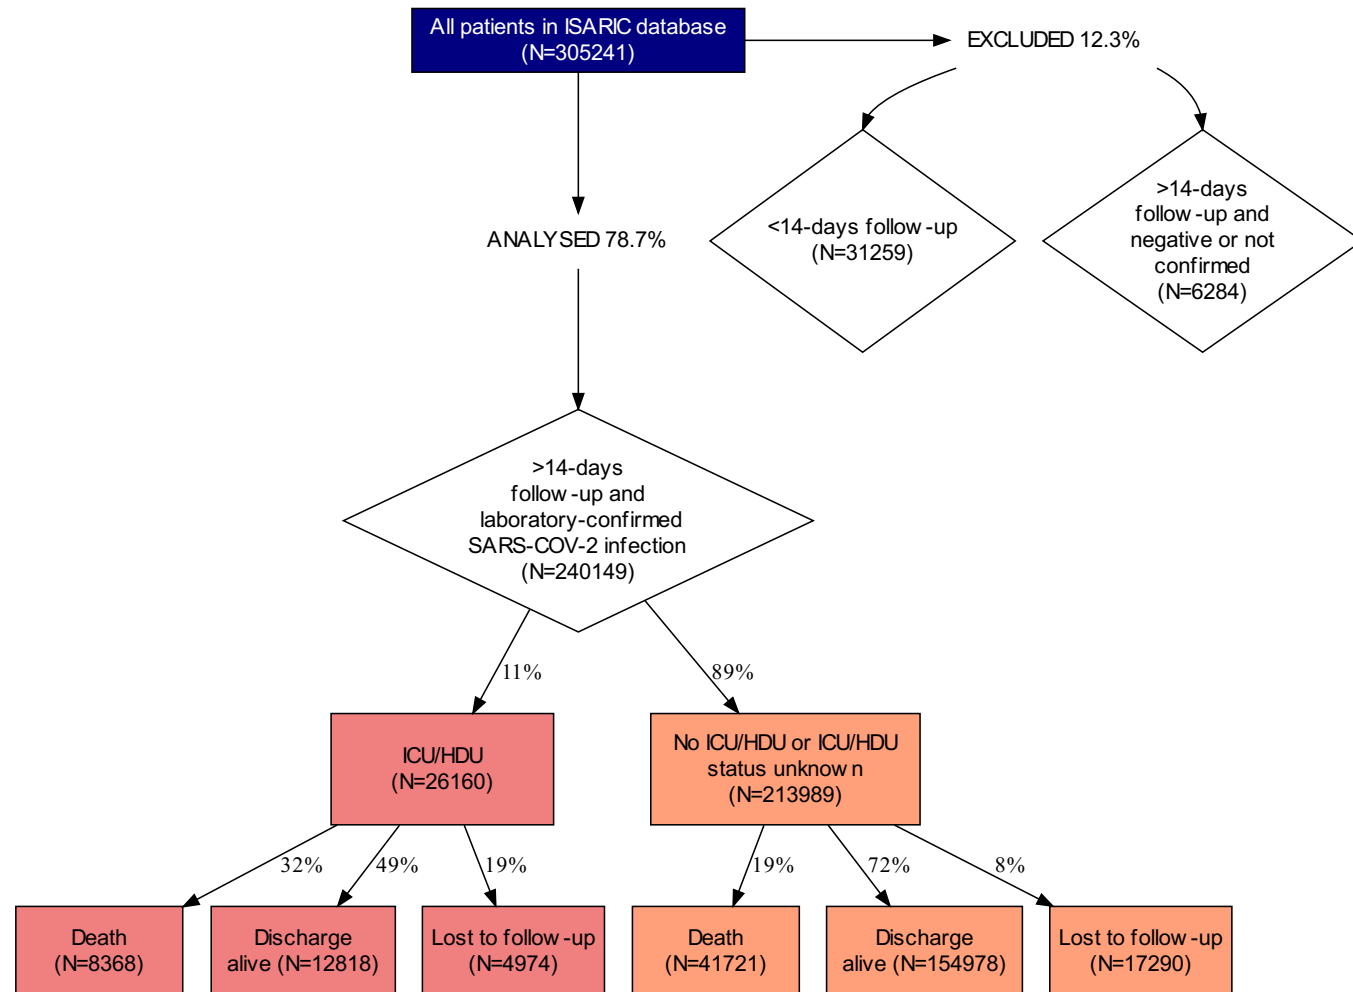 All patients in ISARIC database
(N=305241)
EXCLUDED 12.3%
<14-days follow-up
(N=31259)
>14-days
follow-up and
negative or not
confirmed
(N=6284)
ANALYSED 78.7%
>14-days
follow-up and
laboratory-confirmed
SARS-COV-2 infection
(N=240149)
11%
89%
ICU/HDU
(N=26160)
No ICU/HDU or ICU/HDU
status unknown
(N=213989)
32%
49%
19%
19%
72%
8%
Death
(N=8368)
Discharge
alive (N=12818)
Lost to follow-up
(N=4974)
Death
(N=41721)
Discharge
alive (N=154978)
Lost to follow-up
(N=17290)